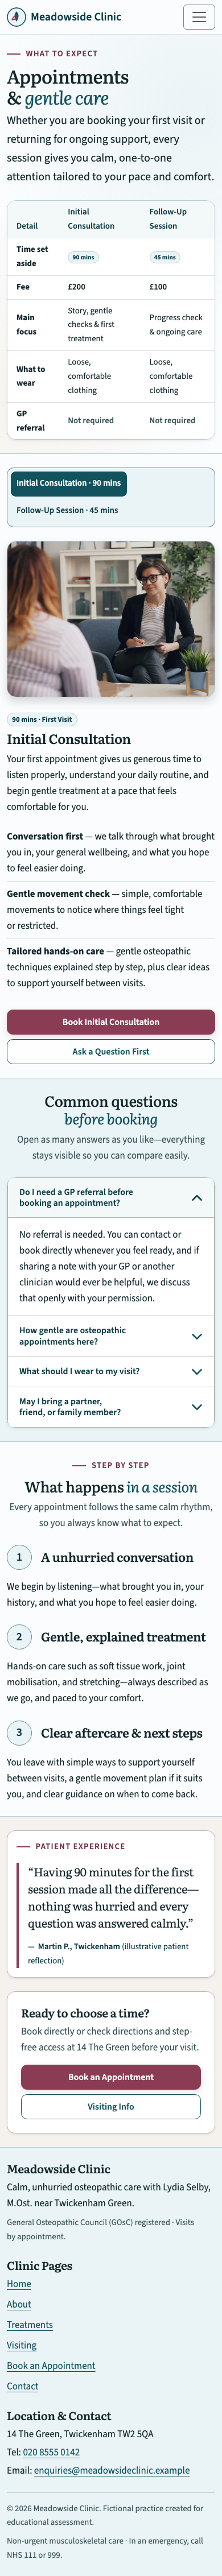 Meadowside Clinic
WHAT TO EXPECT
Appointments
& gentle care
Whether you are booking your first visit or
returning for ongoing support, every
session gives you calm, one-to-one
attention tailored to your pace and comfort.
Detail Initial Consultation Follow-Up Session
Time set aside 90 mins 45 mins
Fee £200 £100
Main focus Story, gentle checks & first treatment Progress check & ongoing care
What to wear Loose, comfortable clothing Loose, comfortable clothing
GP referral Not required Not required
Initial Consultation · 90 mins
Follow-Up Session · 45 mins
90 mins · First Visit
Initial Consultation
Your first appointment gives us generous time to
listen properly, understand your daily routine, and
begin gentle treatment at a pace that feels
comfortable for you.
Conversation first — we talk through what brought
you in, your general wellbeing, and what you hope
to feel easier doing.
Gentle movement check — simple, comfortable
movements to notice where things feel tight
or restricted.
Tailored hands-on care — gentle osteopathic
techniques explained step by step, plus clear ideas
to support yourself between visits.
Book Initial Consultation
Ask a Question First
Common questions
before booking
Open as many answers as you like—everything
stays visible so you can compare easily.
Do I need a GP referral before
booking an appointment?
No referral is needed. You can contact or
book directly whenever you feel ready, and if
sharing a note with your GP or another
clinician would ever be helpful, we discuss
that openly with your permission.
How gentle are osteopathic
appointments here?
What should I wear to my visit?
May I bring a partner,
friend, or family member?
STEP BY STEP
What happens in a session
Every appointment follows the same calm rhythm,
so you always know what to expect.
1 A unhurried conversation
We begin by listening—what brought you in, your
history, and what you hope to feel easier doing.
2 Gentle, explained treatment
Hands-on care such as soft tissue work, joint
mobilisation, and stretching—always described as
we go, and paced to your comfort.
3 Clear aftercare & next steps
You leave with simple ways to support yourself
between visits, a gentle movement plan if it suits
you, and clear guidance on when to come back.
PATIENT EXPERIENCE
“Having 90 minutes for the first
session made all the difference—
nothing was hurried and every
question was answered calmly.”
— Martin P., Twickenham (illustrative patient
reflection)
Ready to choose a time?
Book directly or check directions and step-
free access at 14 The Green before your visit.
Book an Appointment
Visiting Info
Meadowside Clinic
Calm, unhurried osteopathic care with Lydia Selby,
M.Ost. near Twickenham Green.
General Osteopathic Council (GOsC) registered · Visits
by appointment.
Clinic Pages
Home
About
Treatments
Visiting
Book an Appointment
Contact
Location & Contact
14 The Green, Twickenham TW2 5QA
Tel: 020 8555 0142
Email: enquiries@meadowsideclinic.example
© 2026 Meadowside Clinic. Fictional practice created for
educational assessment.
Non-urgent musculoskeletal care · In an emergency, call
NHS 111 or 999.